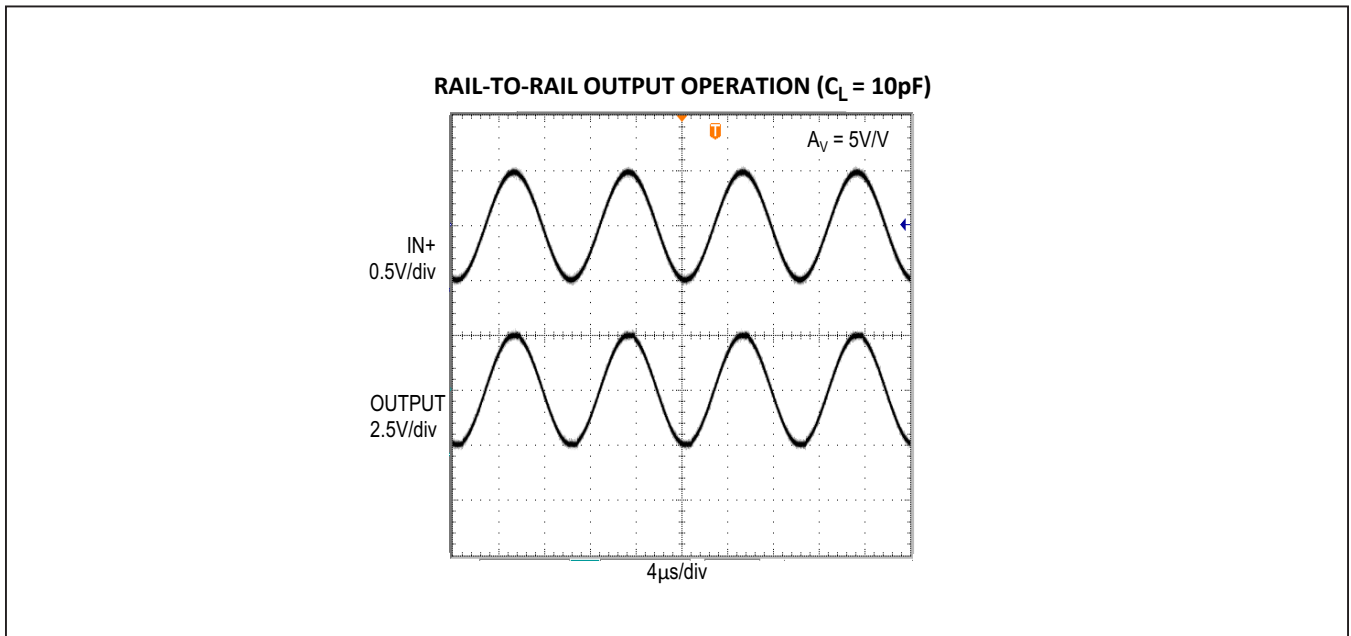 RAIL-TO-RAIL OUTPUT OPERATION (CL = 10pF)
T
AV = 5V/V
IN+
0.5V/div
OUTPUT
2.5V/div
4µs/div